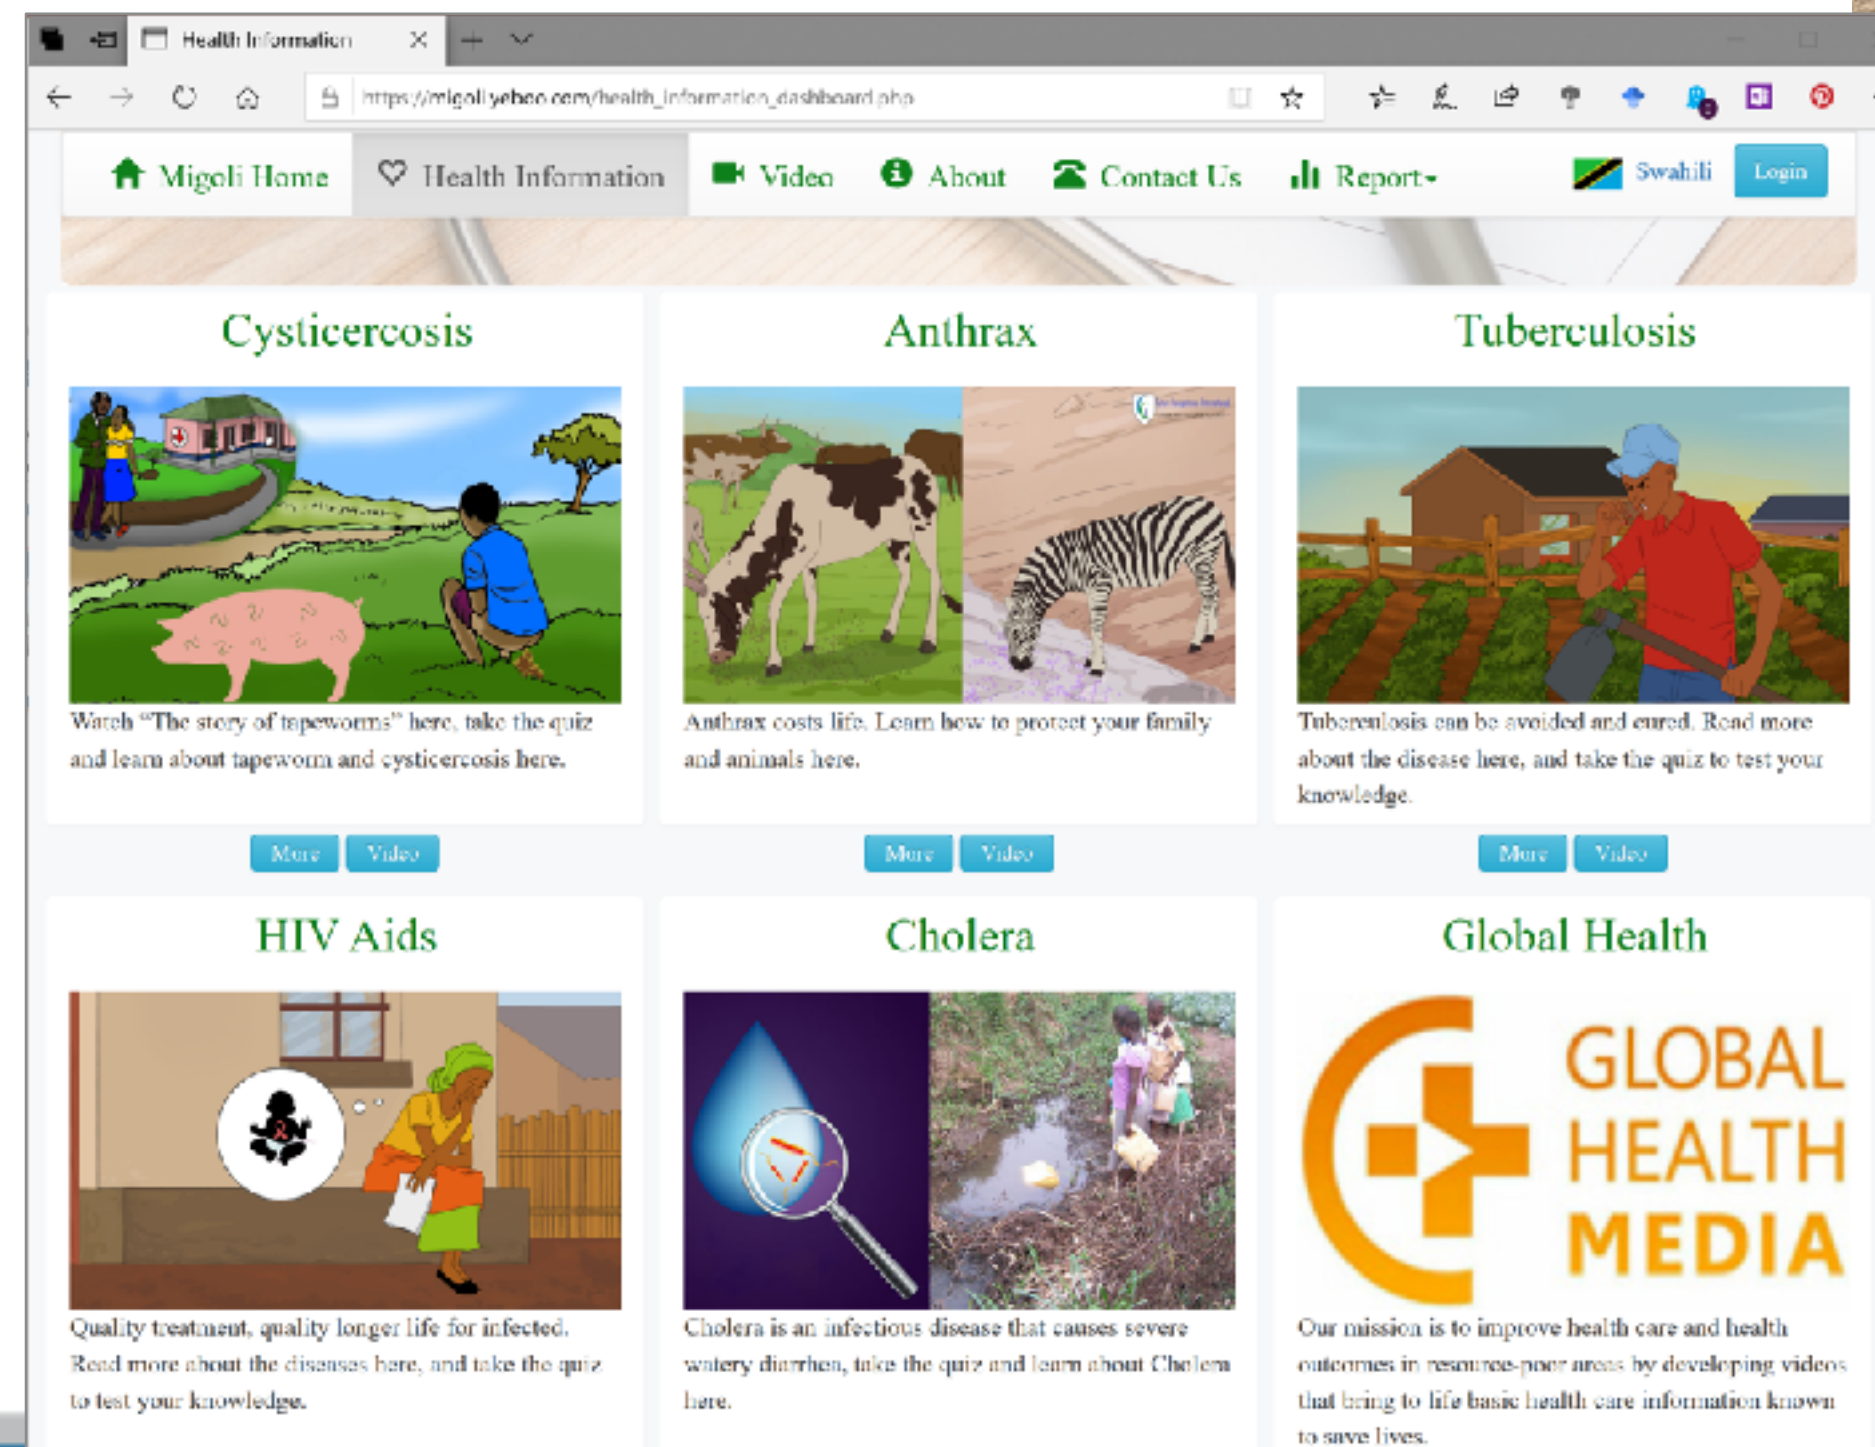 Health Information
https://migoli.yeboo.com/health_information_dashboard.php
Migoli Home
Health Information
Video
About
Contact Us
Report
Swahili
Login
Cysticercosis
Anthrax
Tuberculosis
Watch “The story of tapeworms” here, take the quiz
and learn about tapeworm and cysticercosis here.
Anthrax costs life. Learn how to protect your family
and animals here.
Tuberculosis can be avoided and cured. Read more
about the disease here, and take the quiz to test your
knowledge.
More
Video
More
Video
More
Video
HIV Aids
Cholera
Global Health
GLOBAL
HEALTH
MEDIA
Quality treatment, quality longer life for infected.
Read more about the diseases here, and take the quiz
to test your knowledge.
Cholera is an infectious disease that causes severe
watery diarrhea, take the quiz and learn about Cholera
here.
Our mission is to improve health care and health
outcomes in resource-poor areas by developing videos
that bring to life basic health care information known
to save lives.